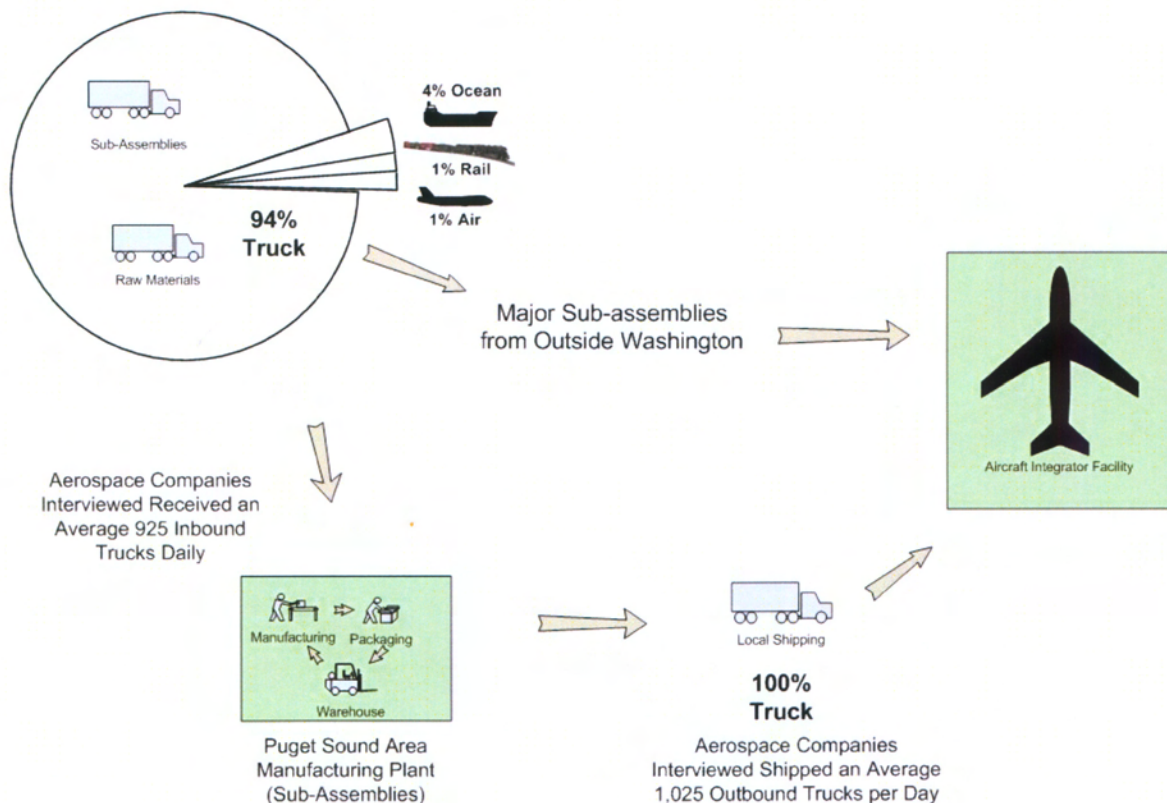 Sub-Assemblies
Raw Materials
94%
Truck
4% Ocean
1% Rail
1% Air
Major Sub-assemblies
from Outside Washington
Aircraft Integrator Facility
Aerospace Companies
Interviewed Received an
Average 925 Inbound
Trucks Daily
Manufacturing
Packaging
Warehouse
Puget Sound Area
Manufacturing Plant
(Sub-Assemblies)
Local Shipping
100%
Truck
Aerospace Companies
Interviewed Shipped an Average
1,025 Outbound Trucks per Day